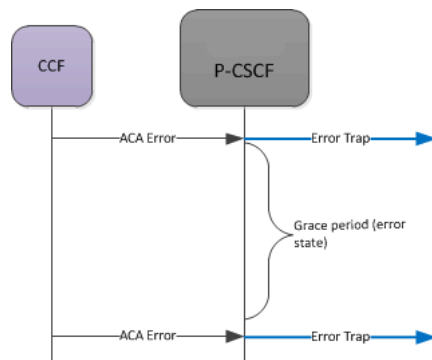 CCF
P-CSCF
ACA Error
Error Trap
Grace period (error
state)
ACA Error
Error Trap